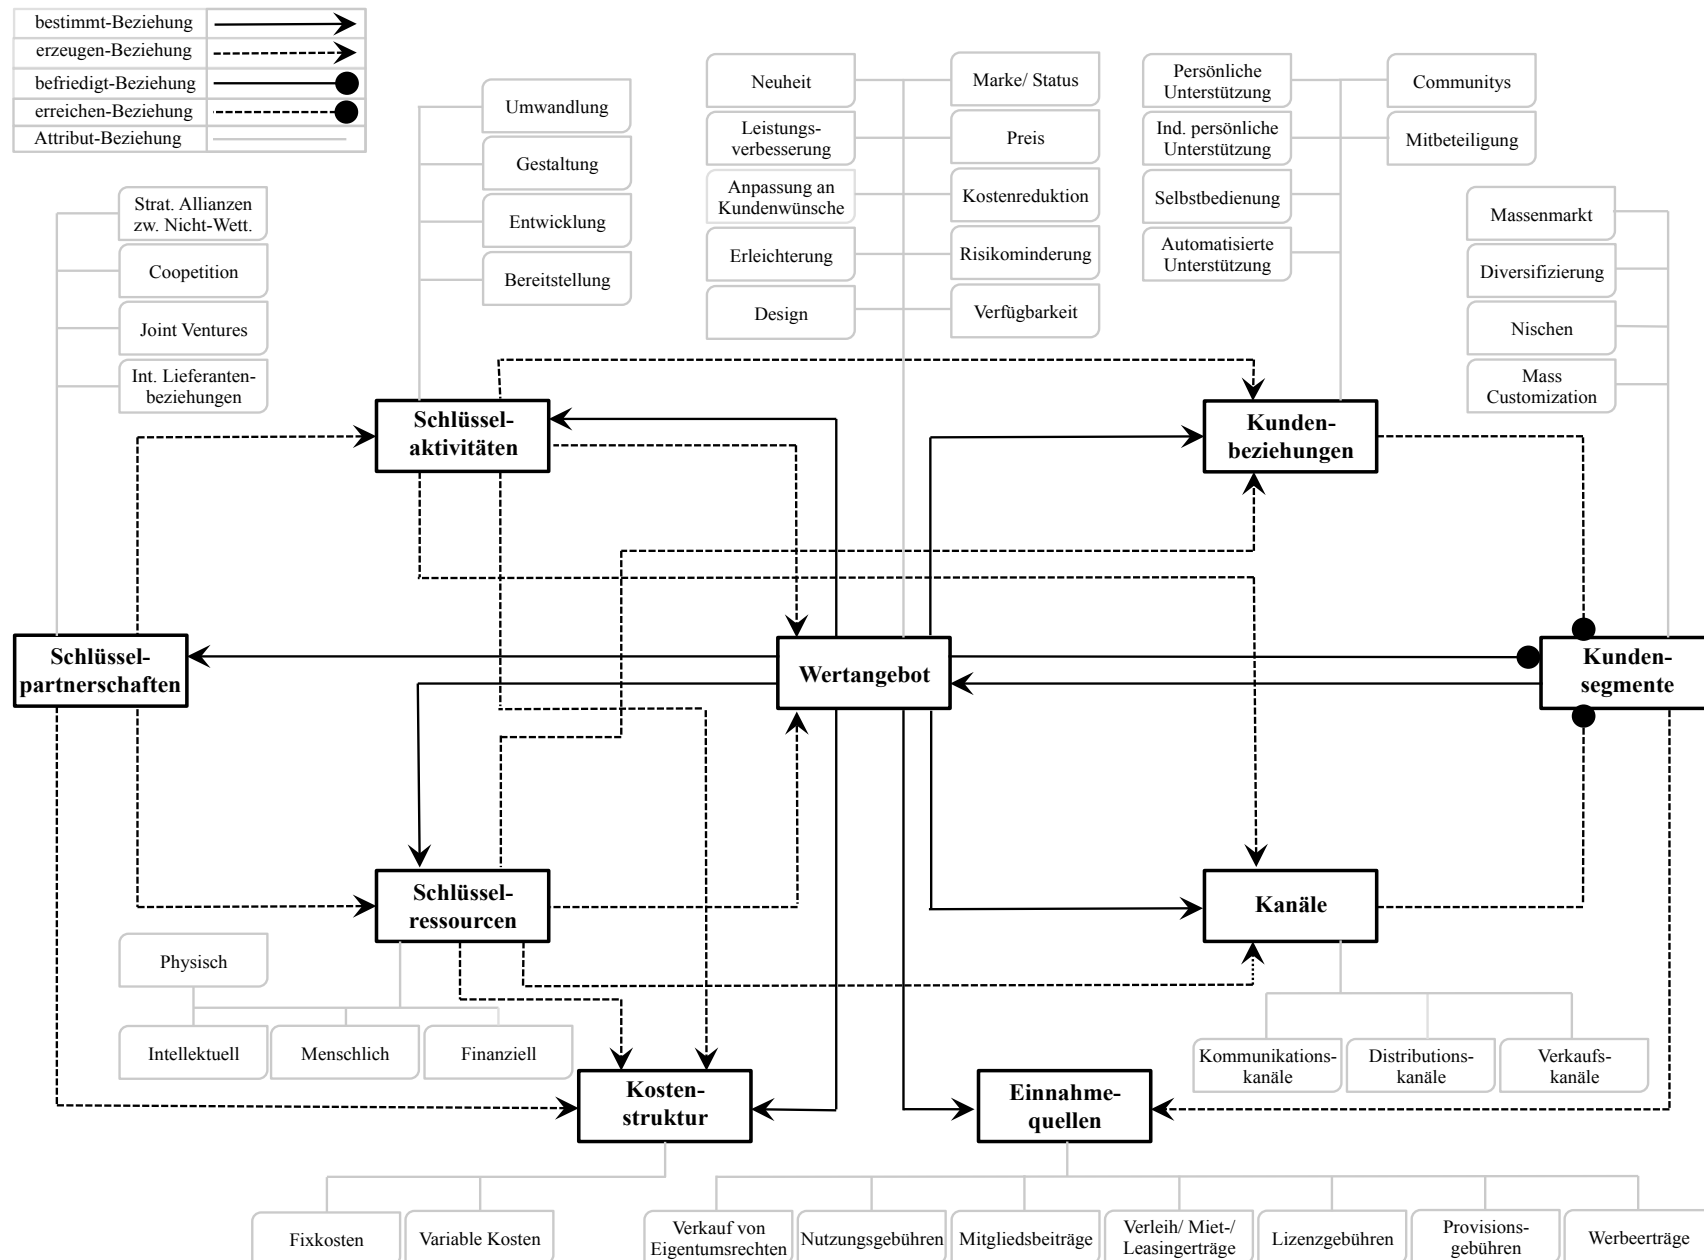 bestimmt-Beziehung
erzeugen-Beziehung
befriedigt-Beziehung
erreichen-Beziehung
Attribut-Beziehung
Strat. Allianzen
zw. Nicht-Wett.
Coopetition
Joint Ventures
Int. Lieferanten-
beziehungen
Umwandlung
Gestaltung
Entwicklung
Bereitstellung
Neuheit
Leistungs-
verbesserung
Anpassung an
Kundenwünsche
Erleichterung
Design
Marke/ Status
Preis
Kostenreduktion
Risikominderung
Verfügbarkeit
Persönliche
Unterstützung
Ind. persönliche
Unterstützung
Selbstbedienung
Automatisierte
Unterstützung
Communitys
Mitbeteiligung
Massenmarkt
Diversifizierung
Nischen
Mass
Customization
Schlüssel-
aktivitäten
Kunden-
beziehungen
Schlüssel-
partnerschaften
Wertangebot
Kunden-
segmente
Schlüssel-
ressourcen
Kanäle
Physisch
Intellektuell
Menschlich
Finanziell
Kommunikations-
kanäle
Distributions-
kanäle
Verkaufs-
kanäle
Kosten-
struktur
Einnahme-
quellen
Fixkosten
Variable Kosten
Verkauf von
Eigentumsrechten
Nutzungsgebühren
Mitgliedsbeiträge
Verleih/ Miet-/
Leasingerträge
Lizenzgebühren
Provisions-
gebühren
Werbeerträge